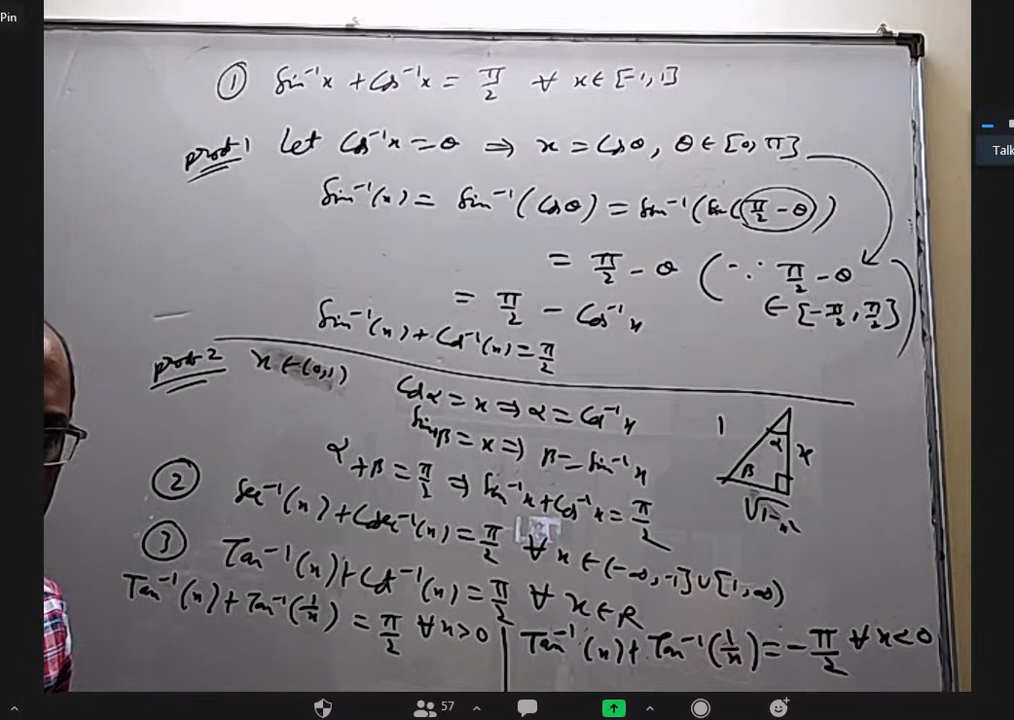 Pin
① Sin⁻¹x + Cos⁻¹x = π/2 ∀ x ∈ [-1, 1]
proof 1 Let Cos⁻¹x = θ ⇒ x = Cosθ, θ ∈ [0, π]
Sin⁻¹(x) = Sin⁻¹(Cosθ) = Sin⁻¹(Sin(π/2 - θ))
= π/2 - θ (∵ π/2 - θ
∈ [-π/2, π/2])
= π/2 - Cos⁻¹x
Sin⁻¹(x) + Cos⁻¹(x) = π/2
proof 2 x ∈ (0,1)
Cosα = x ⇒ α = Cos⁻¹x
Sinβ = x ⇒ β = Sin⁻¹x
α + β = π/2 ⇒ Sin⁻¹x + Cos⁻¹x = π/2
1 α x
β
√1-x²
② Sec⁻¹(x) + Cosec⁻¹(x) = π/2 ∀ x ∈ (-∞, -1] ∪ [1, ∞)
③ Tan⁻¹(x) + Cot⁻¹(x) = π/2 ∀ x ∈ R
Tan⁻¹(x) + Tan⁻¹(1/x) = π/2 ∀ x > 0 | Tan⁻¹(x) + Tan⁻¹(1/x) = -π/2 ∀ x < 0
Talk
57